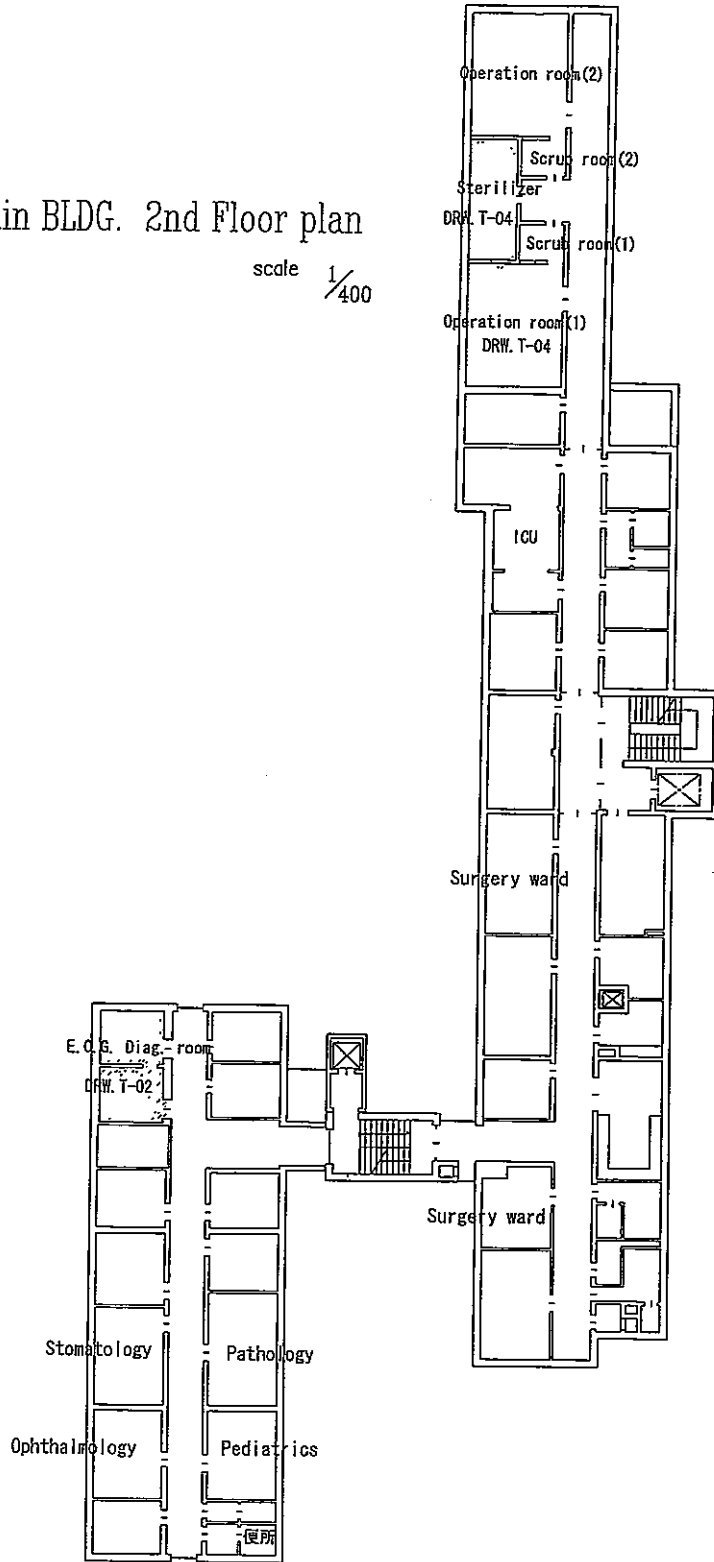 in BLDG. 2nd Floor plan
scale 1/400
Operation room(2)
Scrub room(2)
Sterilizer
DRW. T-04
Scrub room(1)
Operation room(1)
DRW. T-04
ICU
Surgery ward
E.C.G. Diag. room
DRW. T-02
Surgery ward
Stomatology
Pathology
Ophthalmology
Pediatrics
便所